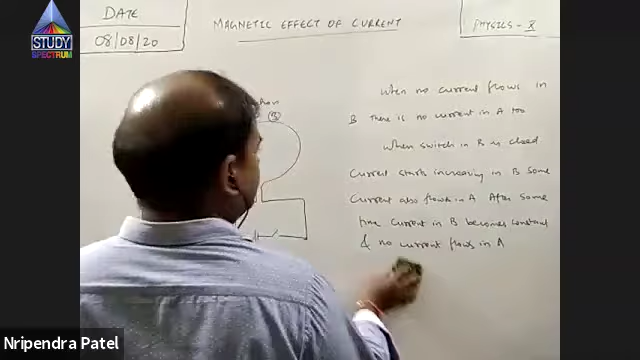 STUDY
SPECTRUM
DATE
08/08/20
MAGNETIC EFFECT OF CURRENT
PHYSICS - X
B
When no current flows in
B there is no current in A too
When switch in B is closed
Current starts increasing in B some
Current also flows in A After some
time current in B becomes constant
& no current flows in A
Nripendra Patel